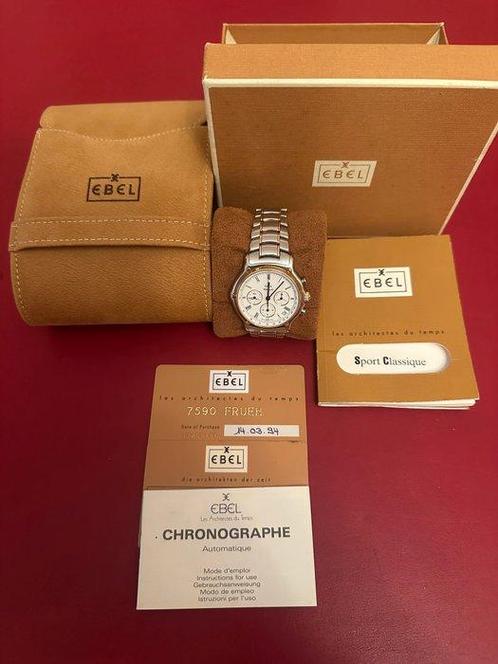 EBEL
EBEL
EBEL
les architectes du temps
Sport Classique
EBEL
les architectes du temps
7590 FRUEH
Date of Purchase
14.03.94
EBEL
die architekten der zeit
EBEL
Les Architectes du Temps
CHRONOGRAPHE
Automatique
Mode d'emploi
Instructions for use
Gebrauchsanweisung
Modo de empleo
Istruzioni per l'uso